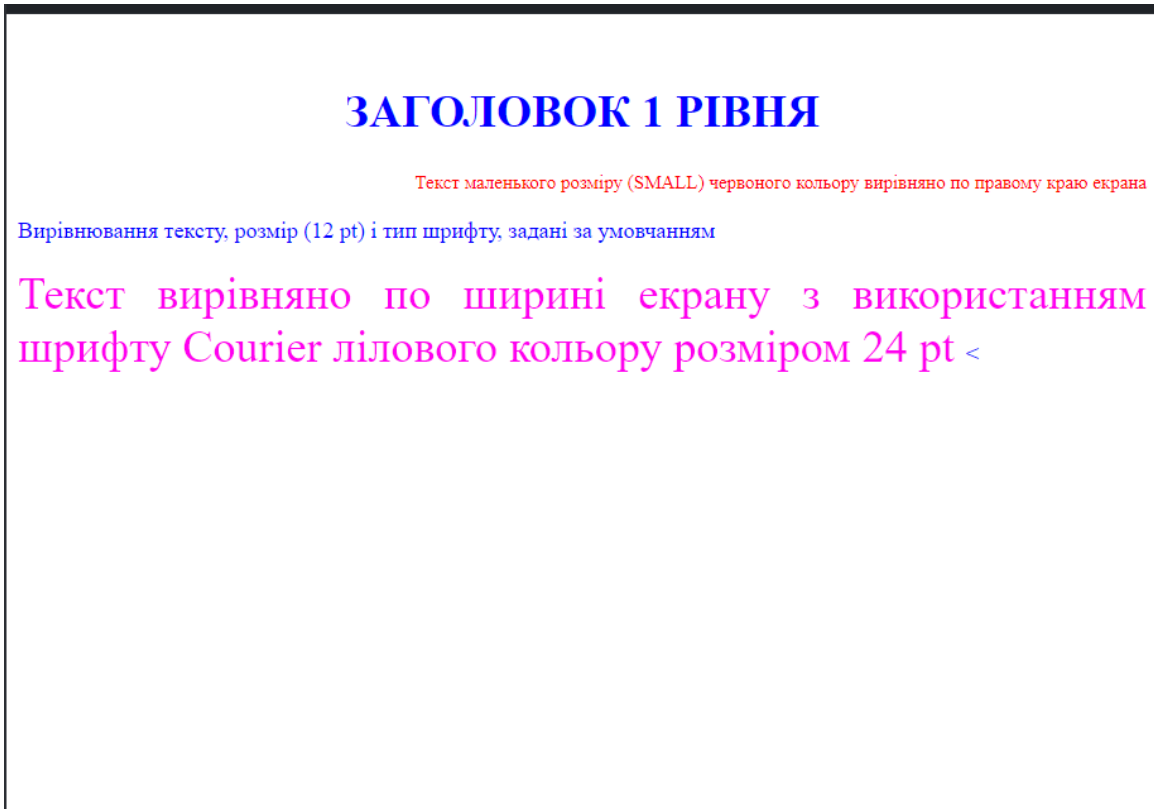 ЗАГОЛОВОК 1 РІВНЯ
Текст маленького розміру (SMALL) червоного кольору вирівняно по правому краю екрана
Вирівнювання тексту, розмір (12 pt) і тип шрифту, задані за умовчанням
Текст вирівняно по ширині екрану з використанням
шрифту Courier лілового кольору розміром 24 pt <